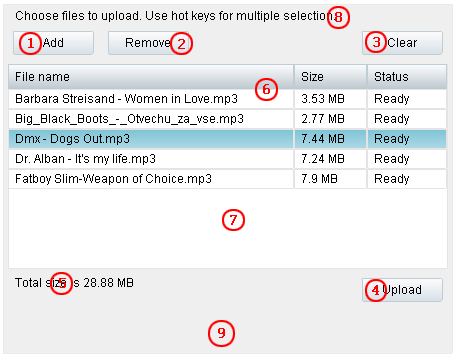 Choose files to upload. Use hot keys for multiple selection. 8
1 Add Remove 2 3 Clear
File name 6 Size Status
Barbara Streisand - Women in Love.mp3 3.53 MB Ready
Big_Black_Boots_-_Otvechu_za_vse.mp3 2.77 MB Ready
Dmx - Dogs Out.mp3 7.44 MB Ready
Dr. Alban - It's my life.mp3 7.24 MB Ready
Fatboy Slim-Weapon of Choice.mp3 7.9 MB Ready
7
Total size is 28.88 MB 5 4 Upload
9